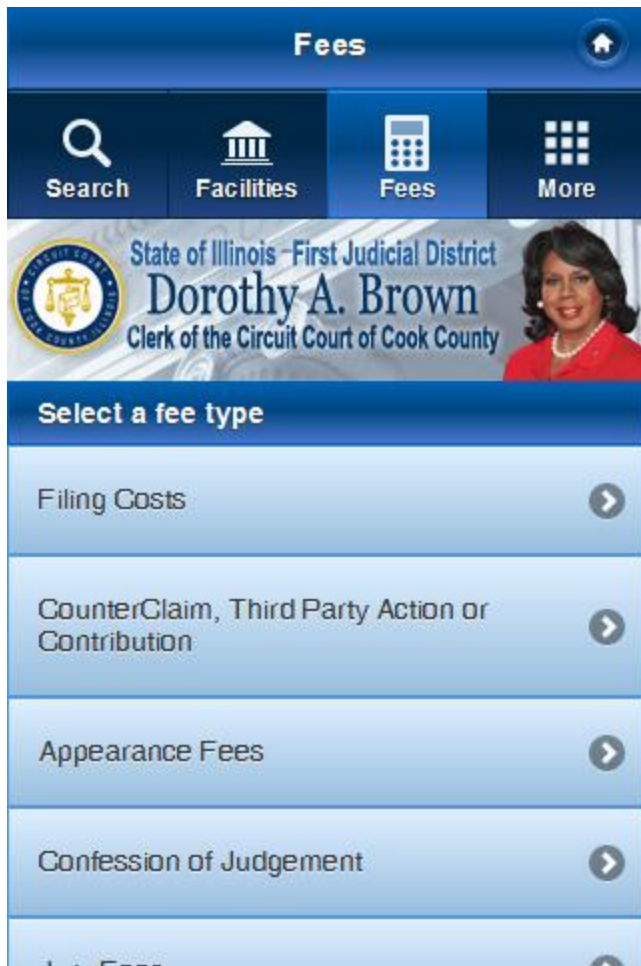 Fees
Search
Facilities
Fees
More
State of Illinois -First Judicial District
Dorothy A. Brown
Clerk of the Circuit Court of Cook County
Select a fee type
Filing Costs
CounterClaim, Third Party Action or
Contribution
Appearance Fees
Confession of Judgement